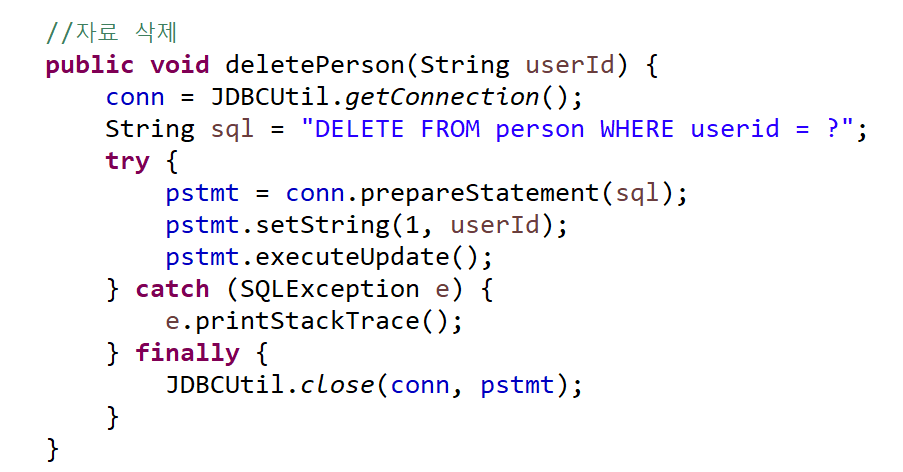 //자료 삭제
public void deletePerson(String userId) {
    conn = JDBCUtil.getConnection();
    String sql = "DELETE FROM person WHERE userid = ?";
    try {
        pstmt = conn.prepareStatement(sql);
        pstmt.setString(1, userId);
        pstmt.executeUpdate();
    } catch (SQLException e) {
        e.printStackTrace();
    } finally {
        JDBCUtil.close(conn, pstmt);
    }
}